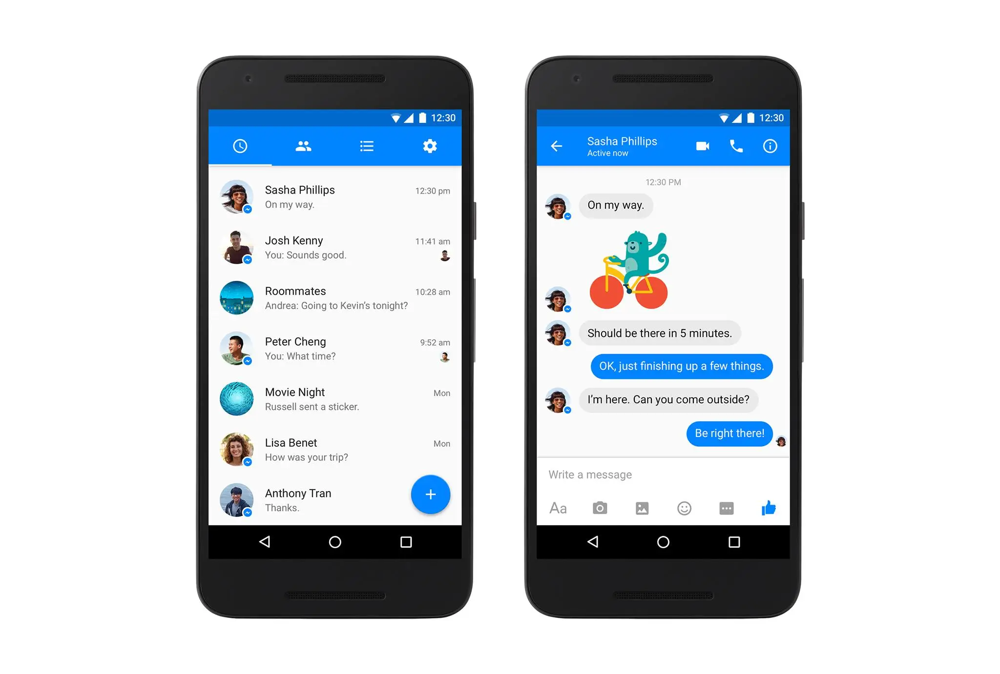 12:30
Sasha Phillips
12:30 pm
On my way.
Josh Kenny
11:41 am
You: Sounds good.
Roommates
10:28 am
Andrea: Going to Kevin’s tonight?
Peter Cheng
9:52 am
You: What time?
Movie Night
Mon
Russell sent a sticker.
Lisa Benet
Mon
How was your trip?
Anthony Tran
Thanks.
12:30
Sasha Phillips
Active now
12:30 PM
On my way.
Should be there in 5 minutes.
OK, just finishing up a few things.
I’m here. Can you come outside?
Be right there!
Write a message
Aa